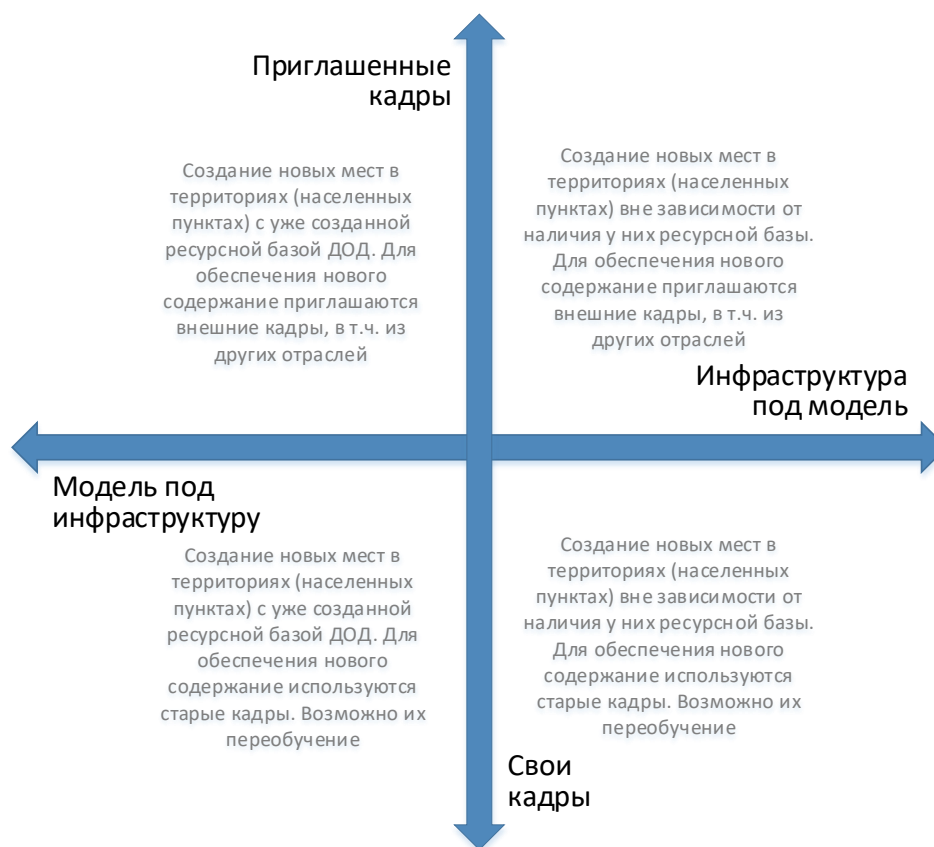 Приглашенные
кадры
Создание новых мест в
территориях (населенных
пунктах) с уже созданной
ресурсной базой ДОД. Для
обеспечения нового
содержание приглашаются
внешние кадры, в т.ч. из
других отраслей
Создание новых мест в
территориях (населенных
пунктах) вне зависимости от
наличия у них ресурсной базы.
Для обеспечения нового
содержание приглашаются
внешние кадры, в т.ч. из
других отраслей
Инфраструктура
под модель
Модель под
инфраструктуру
Создание новых мест в
территориях (населенных
пунктах) с уже созданной
ресурсной базой ДОД. Для
обеспечения нового
содержание используются
старые кадры. Возможно их
переобучение
Создание новых мест в
территориях (населенных
пунктах) вне зависимости от
наличия у них ресурсной базы.
Для обеспечения нового
содержание используются
старые кадры. Возможно их
переобучение
Свои
кадры